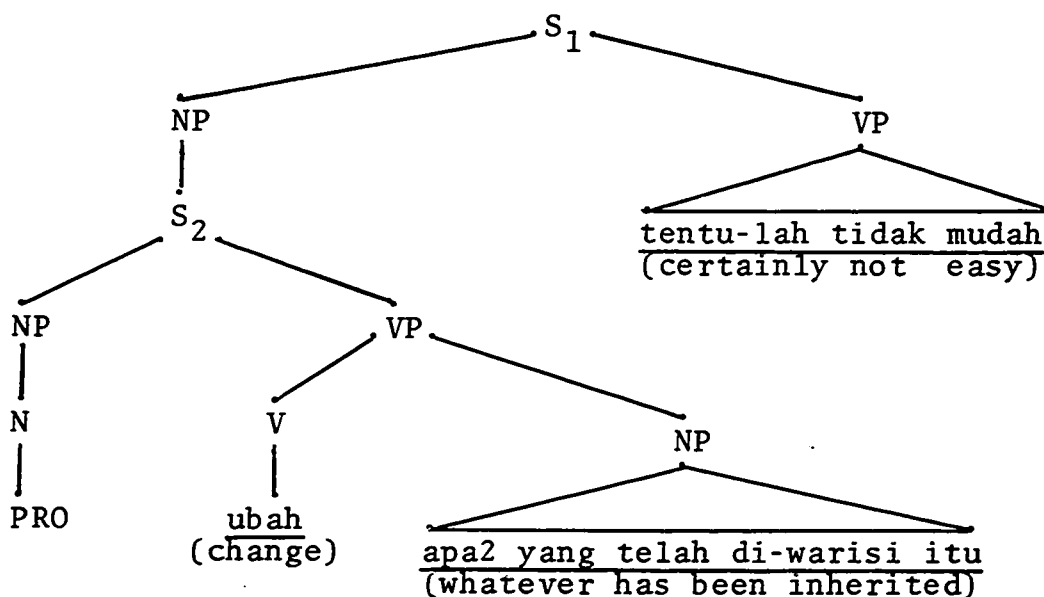 S1
NP VP
S2
tentu-lah tidak mudah
(certainly not easy)
NP VP
N V
NP
PRO ubah
(change)
apa2 yang telah di-warisi itu
(whatever has been inherited)